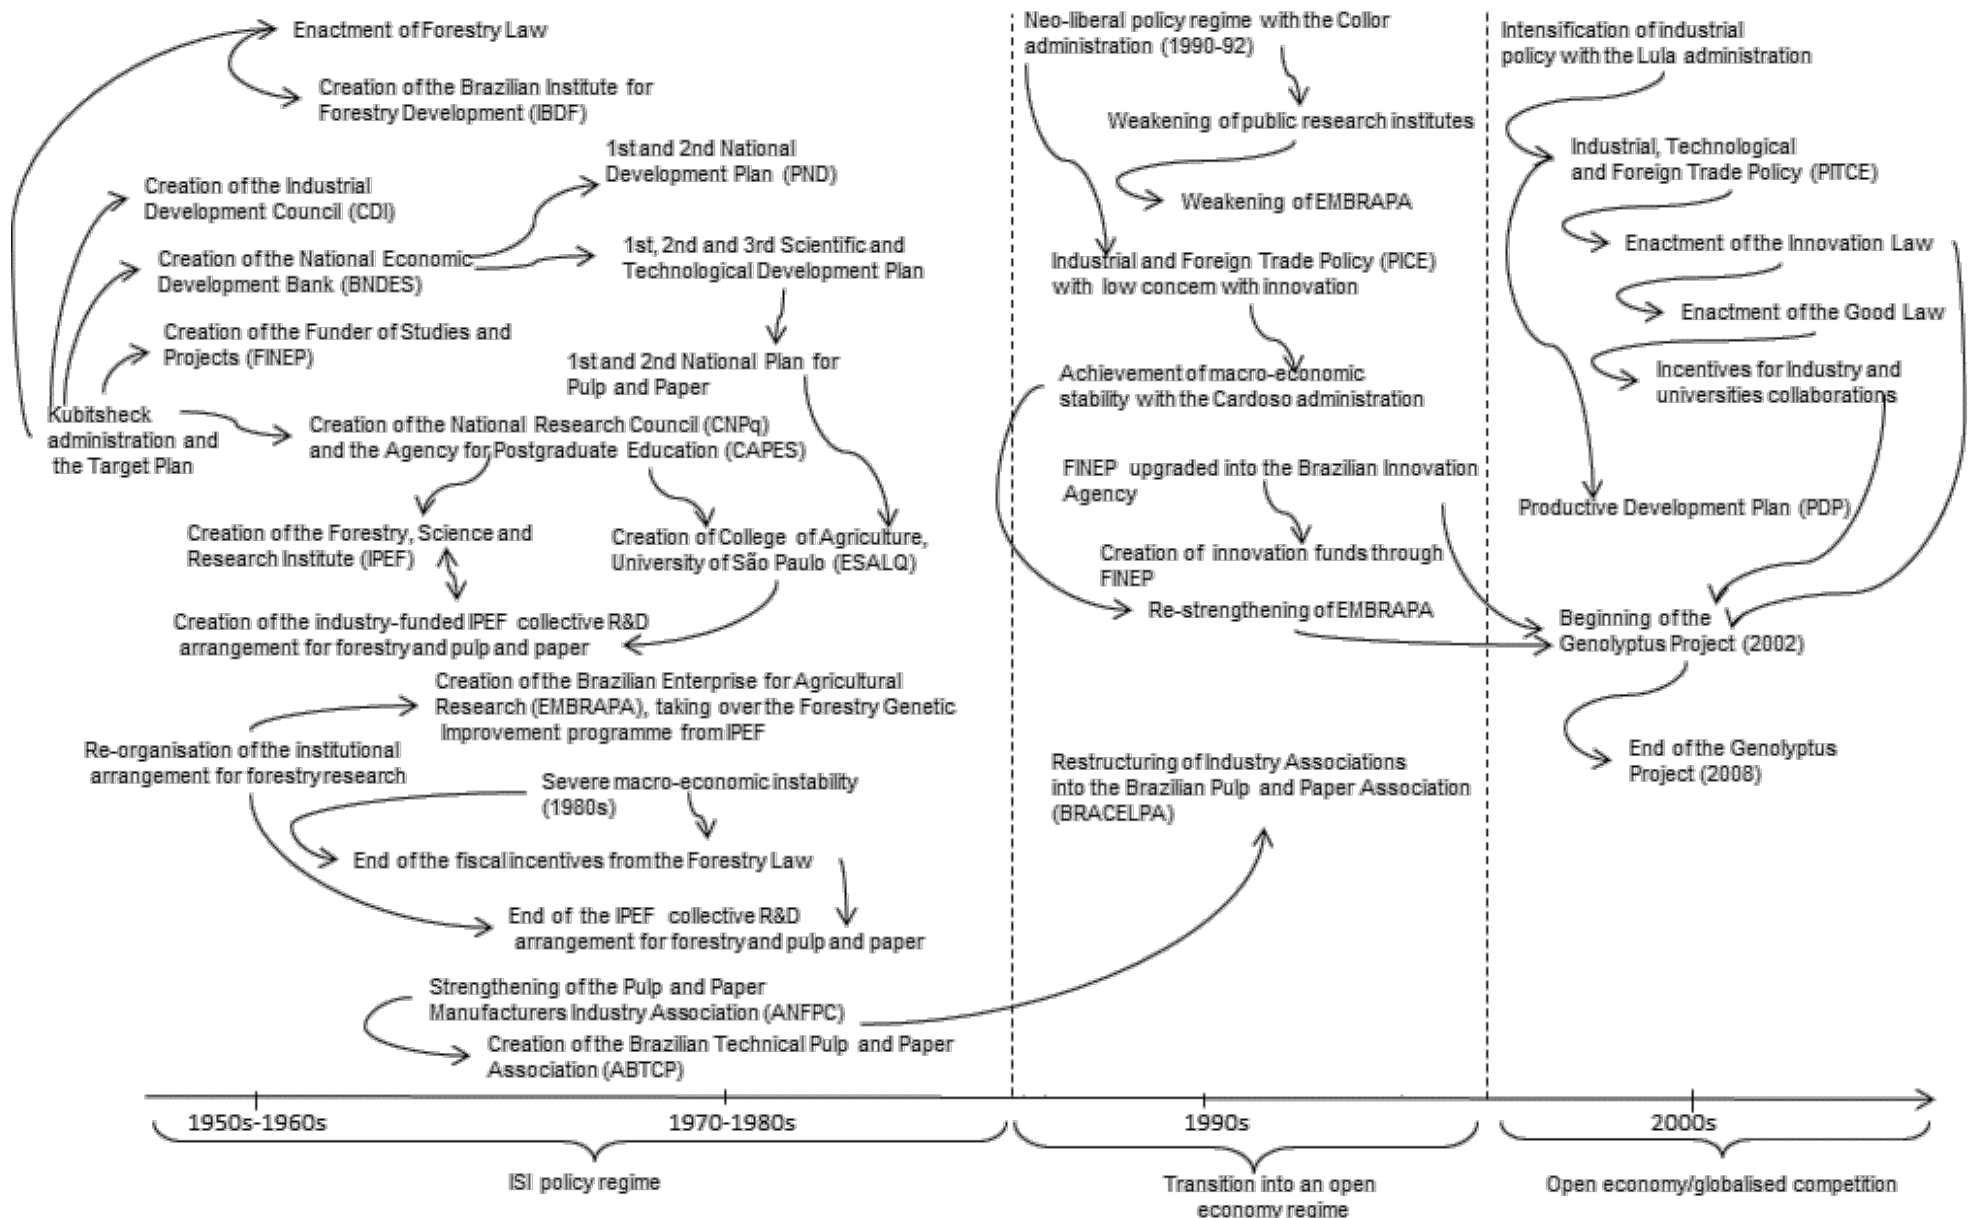 Enactment of Forestry Law
Creation of the Brazilian Institute for
Forestry Development (IBDF)
1st and 2nd National
Development Plan (PND)
Creation of the Industrial
Development Council (CDI)
1st, 2nd and 3rd Scientific and
Technological Development Plan
Creation of the National Economic
Development Bank (BNDES)
Creation of the Funder of Studies and
Projects (FINEP)
1st and 2nd National Plan for
Pulp and Paper
Kubitsheck
administration and
the Target Plan
Creation of the National Research Council (CNPq)
and the Agency for Postgraduate Education (CAPES)
Creation of the Forestry, Science and
Research Institute (IPEF)
Creation of College of Agriculture,
University of São Paulo (ESALQ)
Creation of the industry-funded IPEF collective R&D
arrangement for forestry and pulp and paper
Creation of the Brazilian Enterprise for Agricultural
Research (EMBRAPA), taking over the Forestry Genetic
Improvement programme from IPEF
Re-organisation of the institutional
arrangement for forestry research
Severe macro-economic instability
(1980s)
End of the fiscal incentives from the Forestry Law
End of the IPEF collective R&D
arrangement for forestry and pulp and paper
Strengthening of the Pulp and Paper
Manufacturers Industry Association (ANFPC)
Creation of the Brazilian Technical Pulp and Paper
Association (ABTCP)
Neo-liberal policy regime with the Collor
administration (1990-92)
Weakening of public research institutes
Weakening of EMBRAPA
Industrial and Foreign Trade Policy (PICE)
with low concern with innovation
Achievement of macro-economic
stability with the Cardoso administration
FINEP upgraded into the Brazilian Innovation
Agency
Creation of innovation funds through
FINEP
Re-strengthening of EMBRAPA
Restructuring of Industry Associations
into the Brazilian Pulp and Paper Association
(BRACELPA)
Intensification of industrial
policy with the Lula administration
Industrial, Technological
and Foreign Trade Policy (PITCE)
Enactment of the Innovation Law
Enactment of the Good Law
Incentives for Industry and
universities collaborations
Productive Development Plan (PDP)
Beginning of the
Genolyptus Project (2002)
End of the Genolyptus
Project (2008)
1950s-1960s
1970-1980s
1990s
2000s
ISI policy regime
Transition into an open
economy regime
Open economy/globalised competition